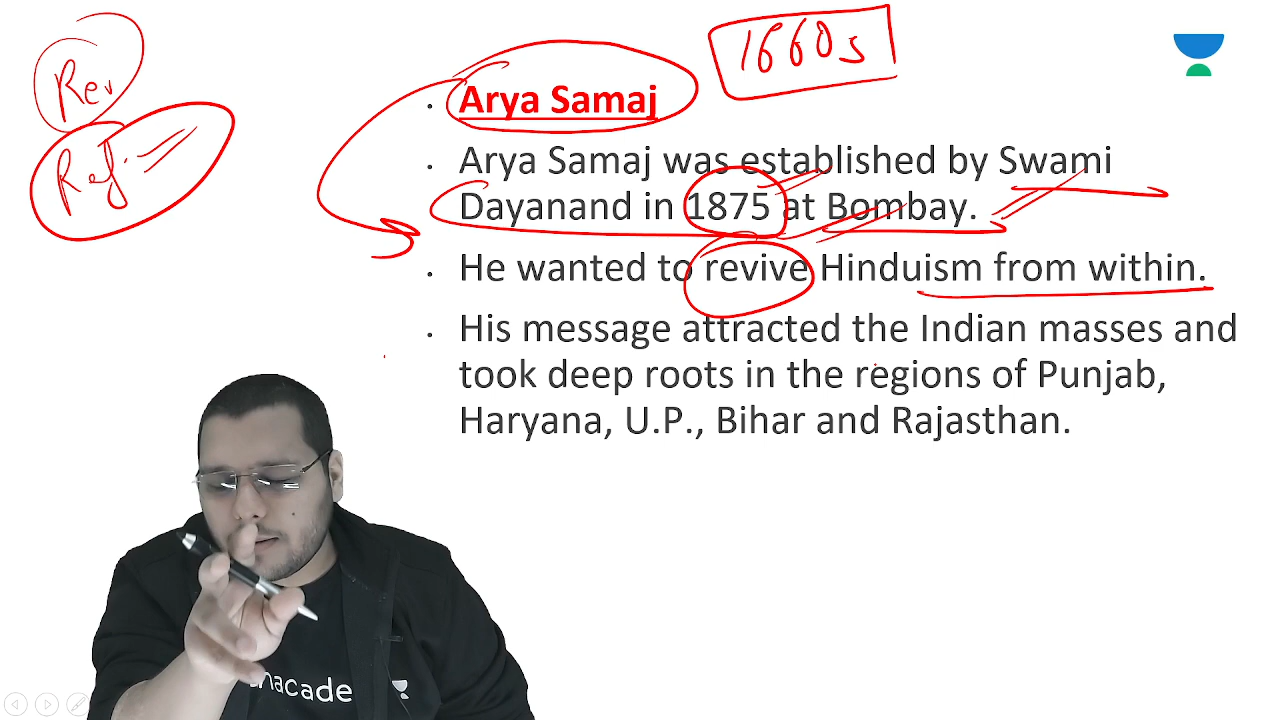 Rev
Ref.
1860s
Arya Samaj
Arya Samaj was established by Swami
Dayanand in 1875 at Bombay.
He wanted to revive Hinduism from within.
His message attracted the Indian masses and
took deep roots in the regions of Punjab,
Haryana, U.P., Bihar and Rajasthan.
nacade